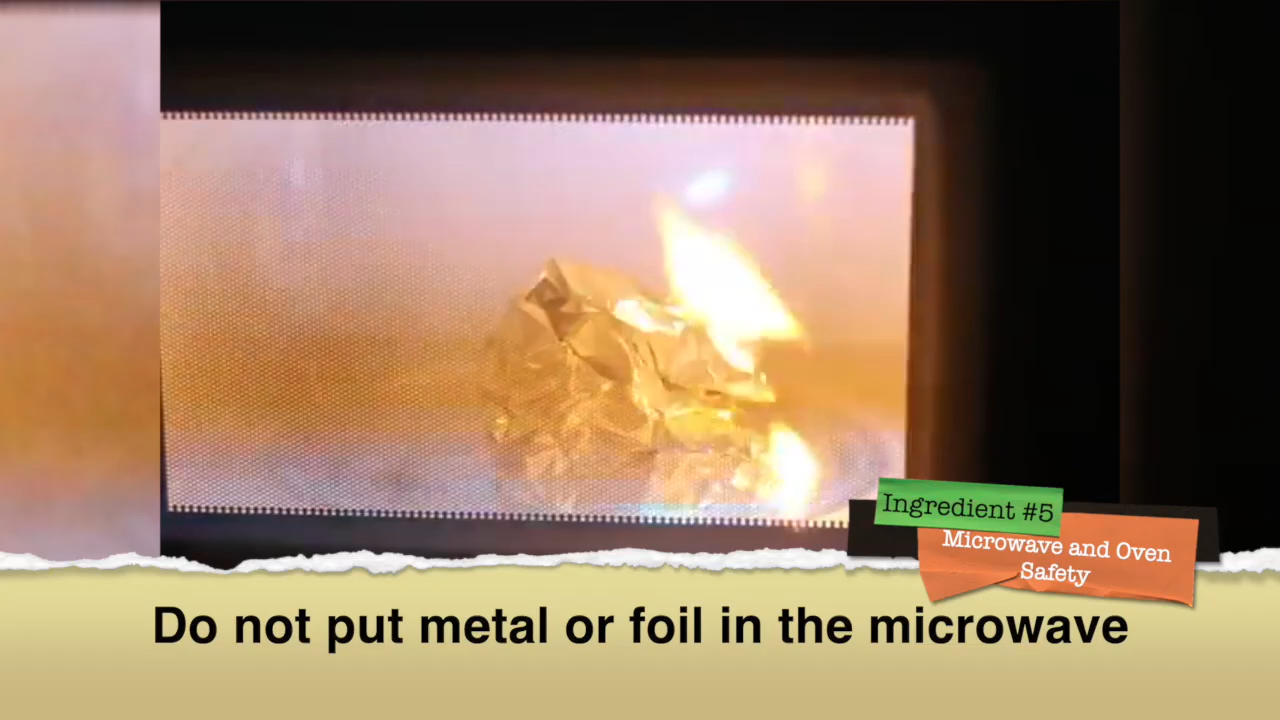 Ingredient #5
Microwave and Oven
Safety
Do not put metal or foil in the microwave